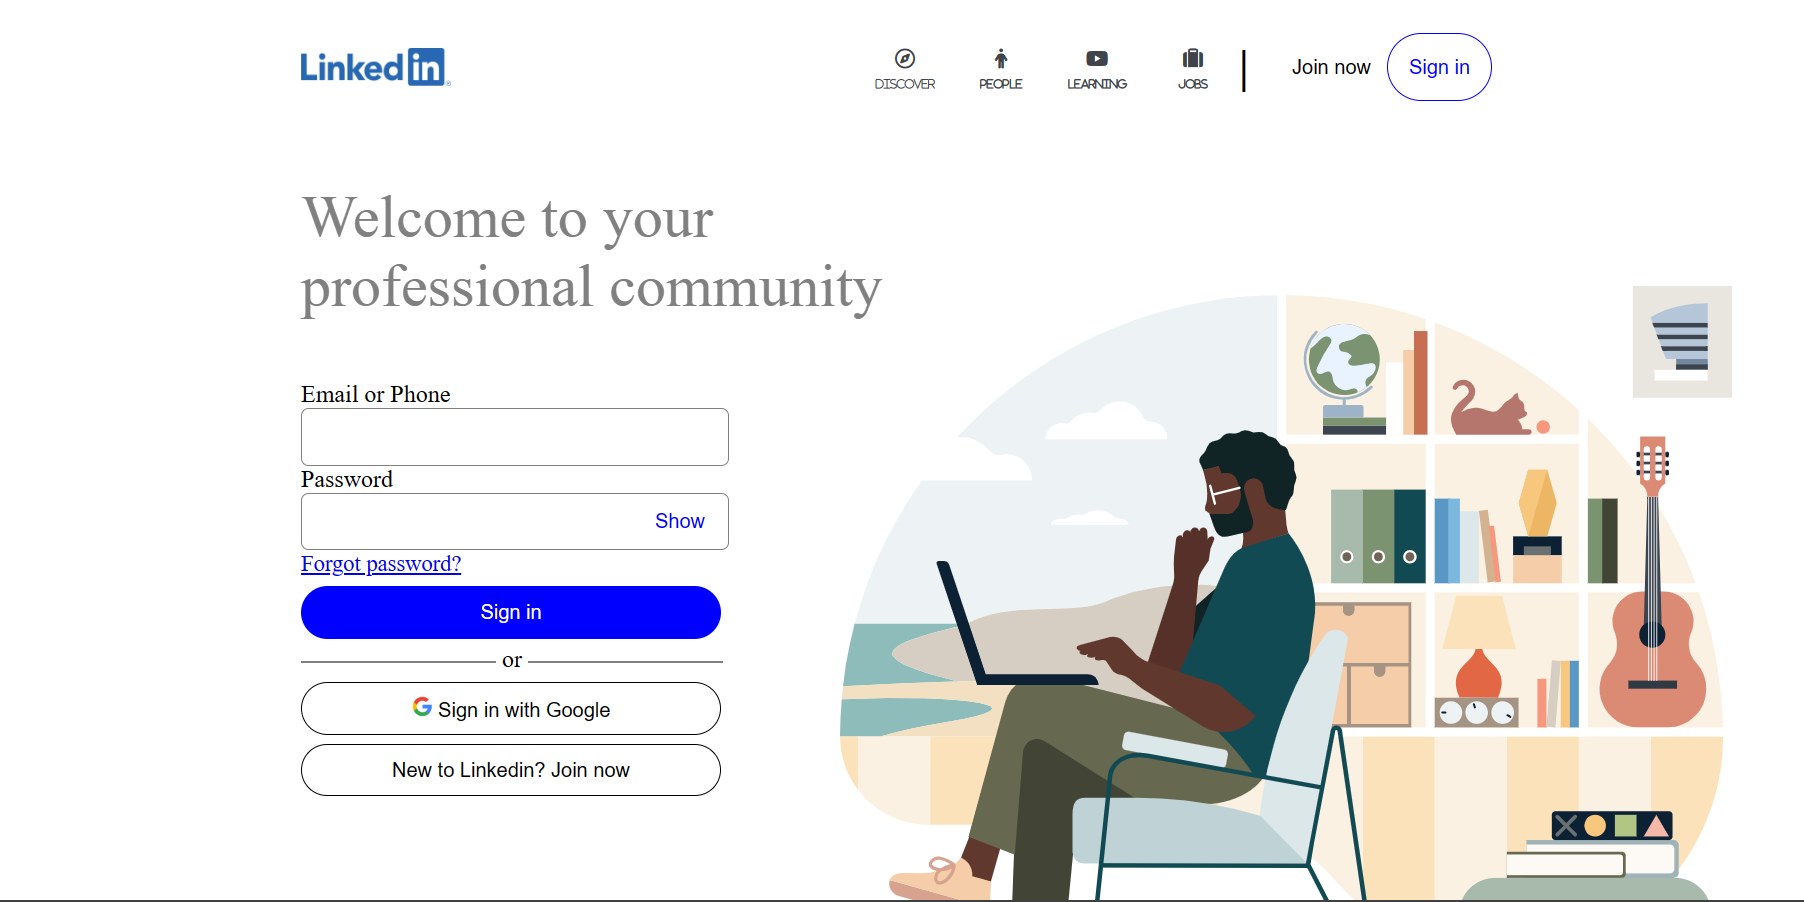 Linked in
DISCOVER PEOPLE LEARNING JOBS Join now Sign in
Welcome to your
professional community
Email or Phone
Password
Show
Forgot password?
Sign in
or
Sign in with Google
New to Linkedin? Join now